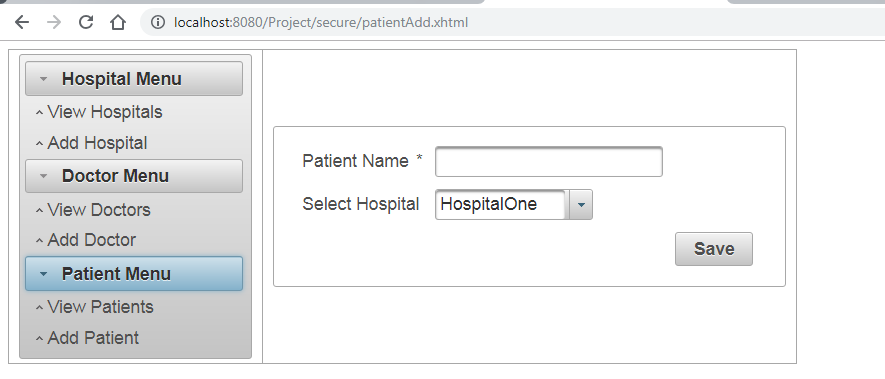 localhost:8080/Project/secure/patientAdd.xhtml
Hospital Menu
View Hospitals
Add Hospital
Doctor Menu
View Doctors
Add Doctor
Patient Menu
View Patients
Add Patient
Patient Name *
Select Hospital HospitalOne
Save